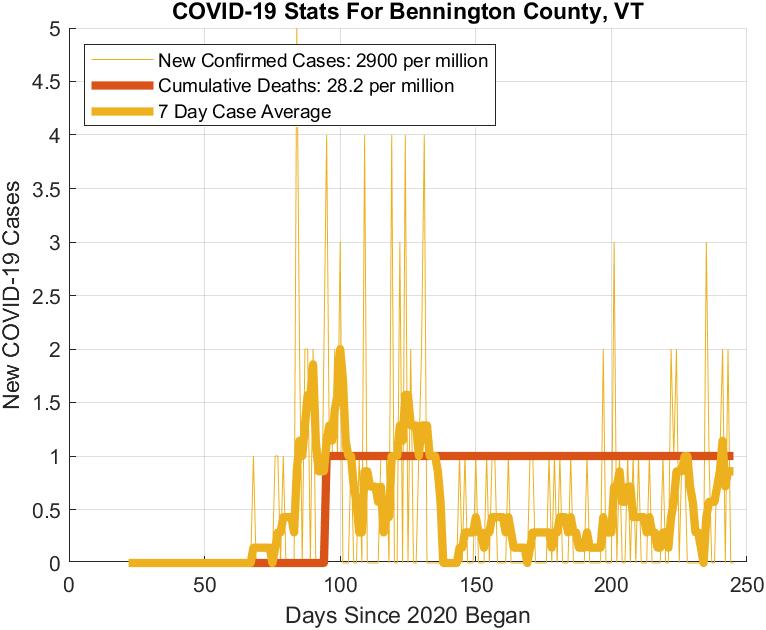 COVID-19 Stats For Bennington County, VT
New Confirmed Cases: 2900 per million
Cumulative Deaths: 28.2 per million
7 Day Case Average
New COVID-19 Cases
5
4.5
4
3.5
3
2.5
2
1.5
1
0.5
0
0 50 100 150 200 250
Days Since 2020 Began